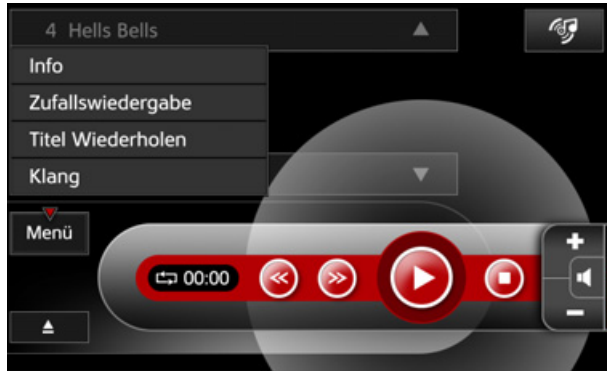 4 Hells Bells
Info
Zufallswiedergabe
Titel Wiederholen
Klang
Menü
00:00